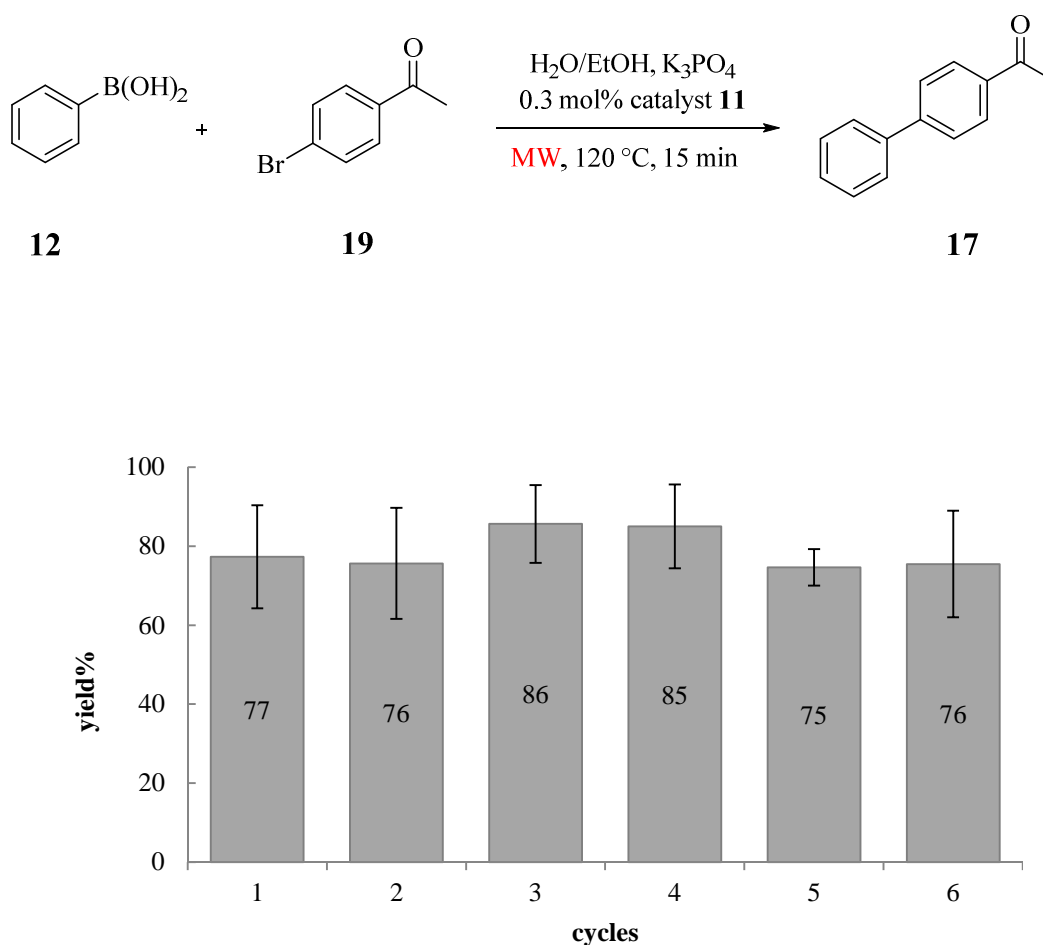 O
O
B(OH)₂
H₂O/EtOH, K₃PO₄
0.3 mol% catalyst 11
+
Br
MW, 120 °C, 15 min
12
19
17
100
80
60
40
20
0
yield%
77
76
86
85
75
76
1 2 3 4 5 6
cycles